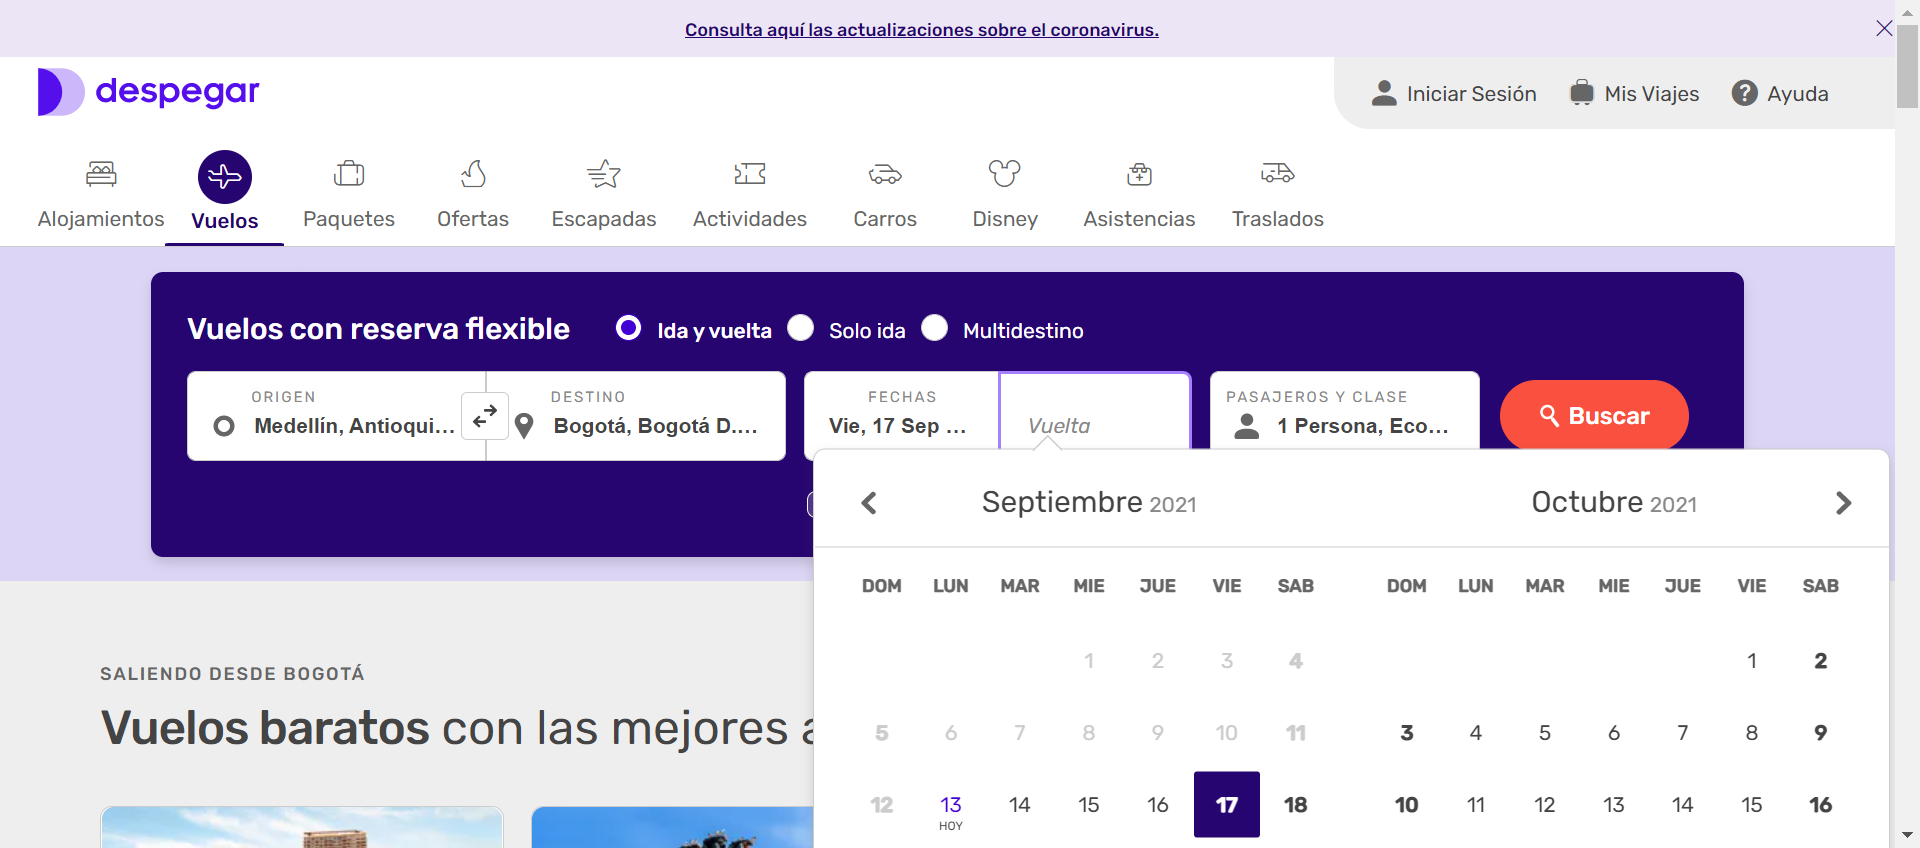 Consulta aquí las actualizaciones sobre el coronavirus.
despegar
Iniciar Sesión
Mis Viajes
Ayuda
Alojamientos
Vuelos
Paquetes
Ofertas
Escapadas
Actividades
Carros
Disney
Asistencias
Traslados
Vuelos con reserva flexible
Ida y vuelta
Solo ida
Multidestino
ORIGEN
Medellín, Antioqui...
DESTINO
Bogotá, Bogotá D....
FECHAS
Vie, 17 Sep ...
Vuelta
PASAJEROS Y CLASE
1 Persona, Eco...
Buscar
Septiembre 2021
DOM LUN MAR MIE JUE VIE SAB
1 2 3 4
5 6 7 8 9 10 11
12 13 14 15 16 17 18
HOY
Octubre 2021
DOM LUN MAR MIE JUE VIE SAB
1 2
3 4 5 6 7 8 9
10 11 12 13 14 15 16
SALIENDO DESDE BOGOTÁ
Vuelos baratos con las mejores